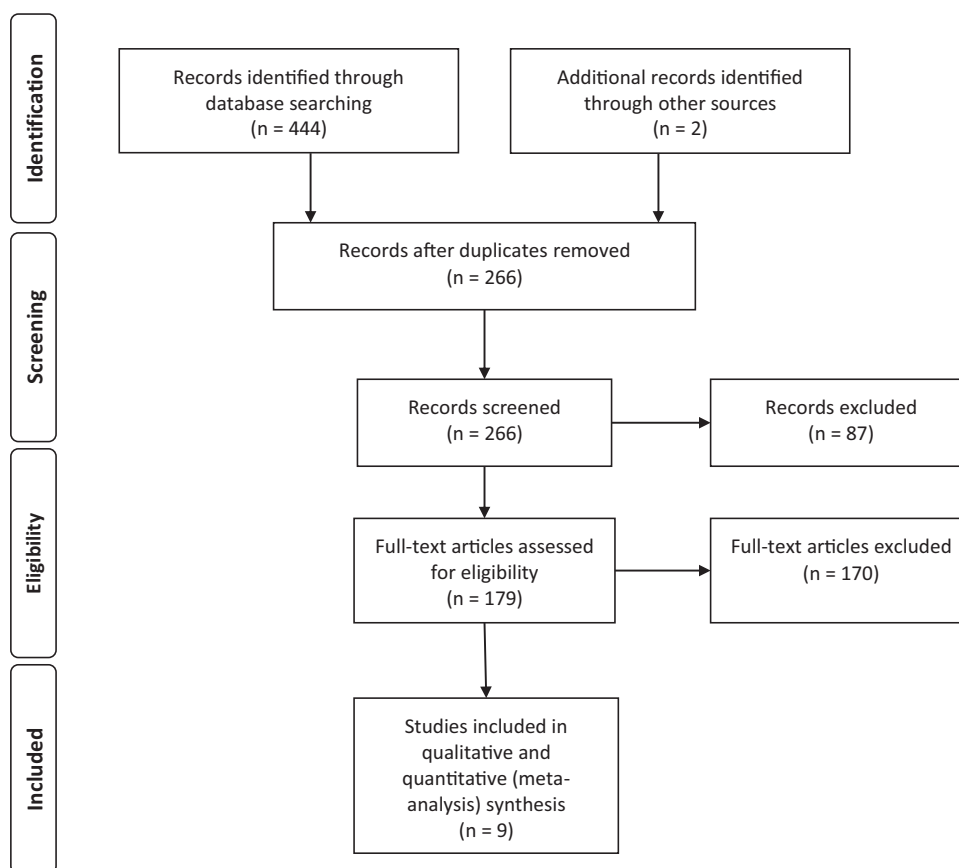 Identification
Records identified through
database searching
(n = 444)
Additional records identified
through other sources
(n = 2)
Screening
Records after duplicates removed
(n = 266)
Records screened
(n = 266)
Records excluded
(n = 87)
Eligibility
Full-text articles assessed
for eligibility
(n = 179)
Full-text articles excluded
(n = 170)
Included
Studies included in
qualitative and
quantitative (meta-
analysis) synthesis
(n = 9)